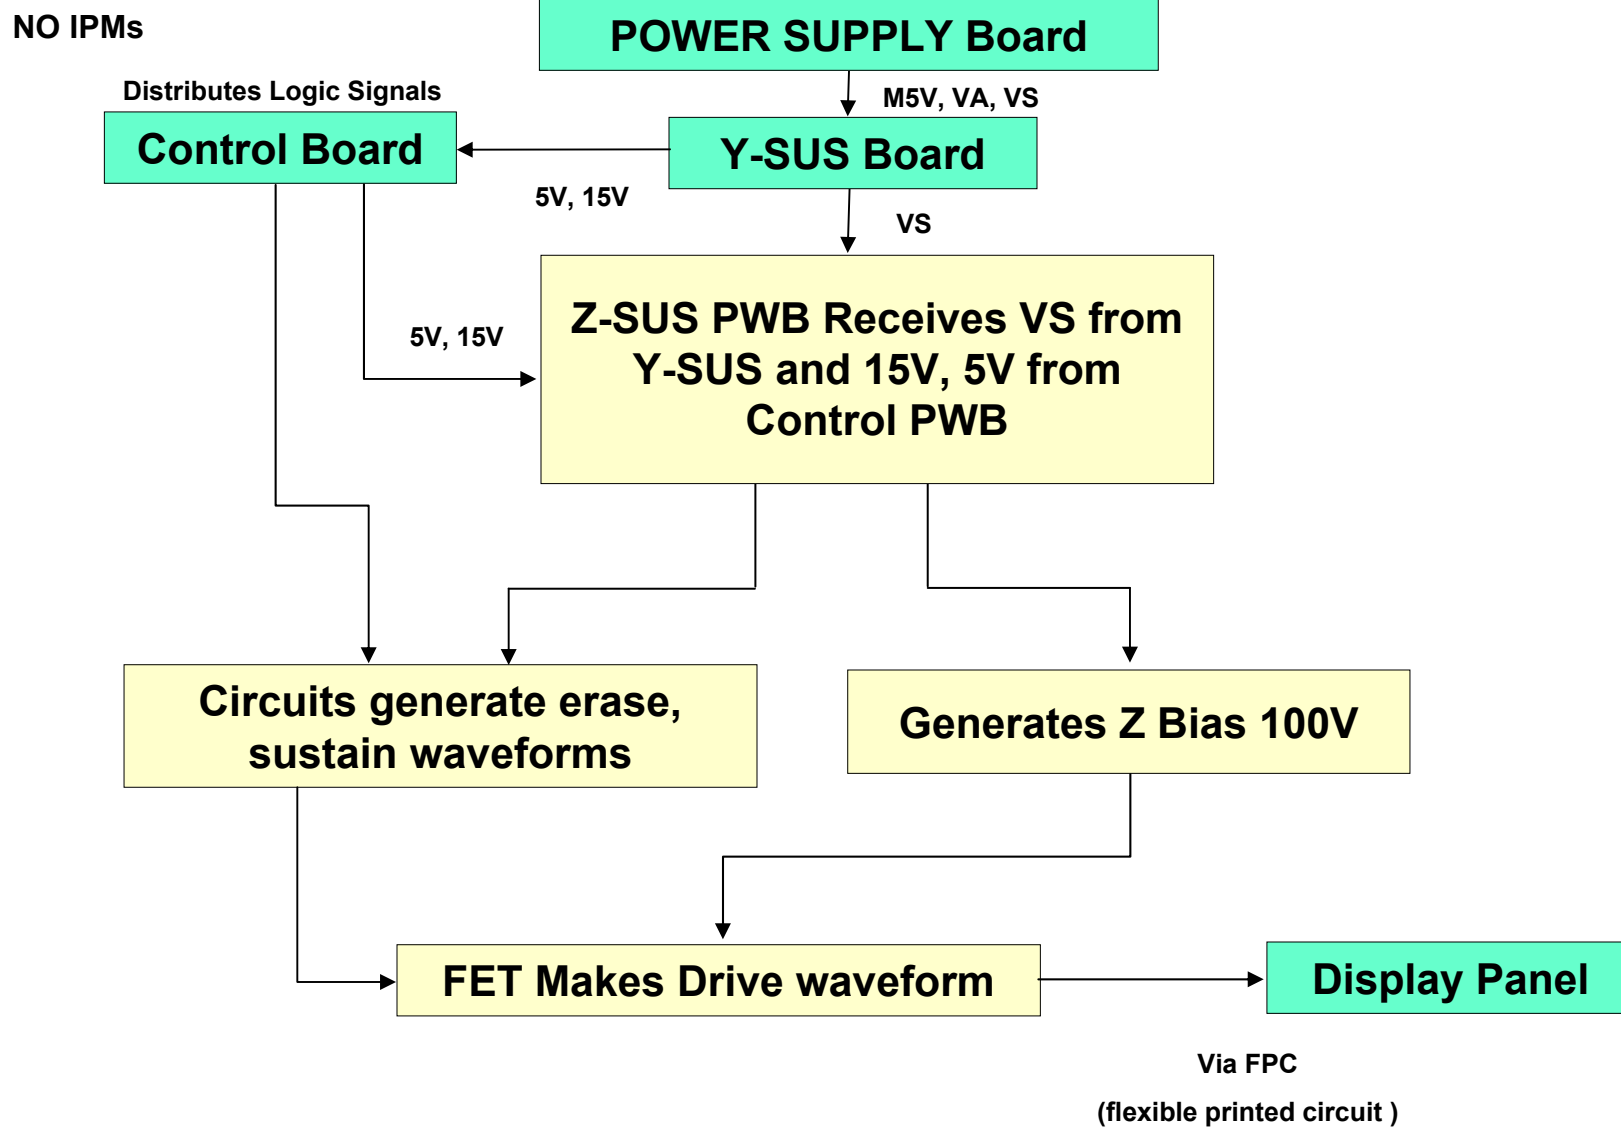 NO IPMs
POWER SUPPLY Board
Distributes Logic Signals
M5V, VA, VS
Control Board
Y-SUS Board
5V, 15V
VS
Z-SUS PWB Receives VS from
Y-SUS and 15V, 5V from
Control PWB
5V, 15V
Circuits generate erase,
sustain waveforms
Generates Z Bias 100V
FET Makes Drive waveform
Display Panel
Via FPC
(flexible printed circuit )